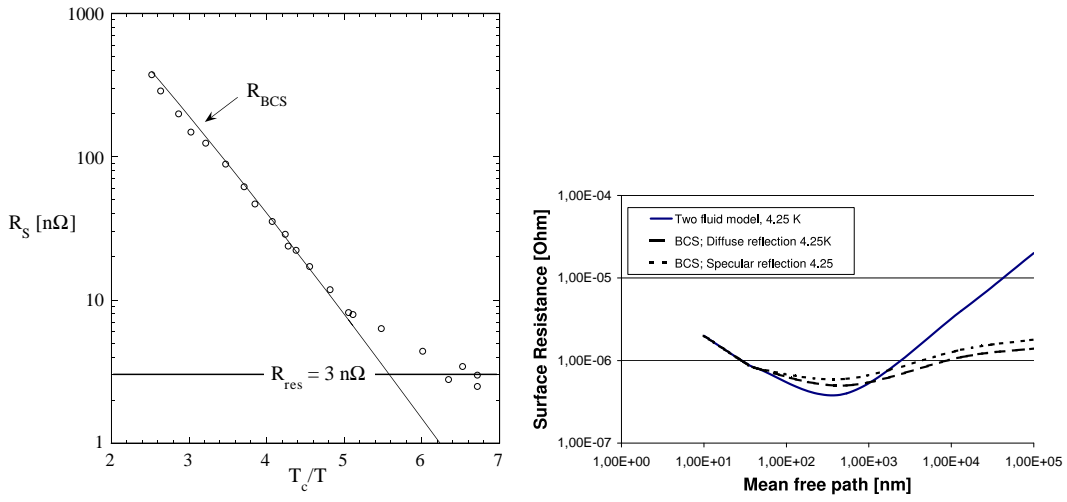 1000
100
10
1
R_S [nΩ]
R_BCS
R_res = 3 nΩ
2 3 4 5 6 7
T_c/T
1,00E-04
1,00E-05
1,00E-06
1,00E-07
Surface Resistance [Ohm]
Two fluid model, 4.25 K
BCS; Diffuse reflection 4.25K
BCS; Specular reflection 4.25
1,00E+00 1,00E+01 1,00E+02 1,00E+03 1,00E+04 1,00E+05
Mean free path [nm]